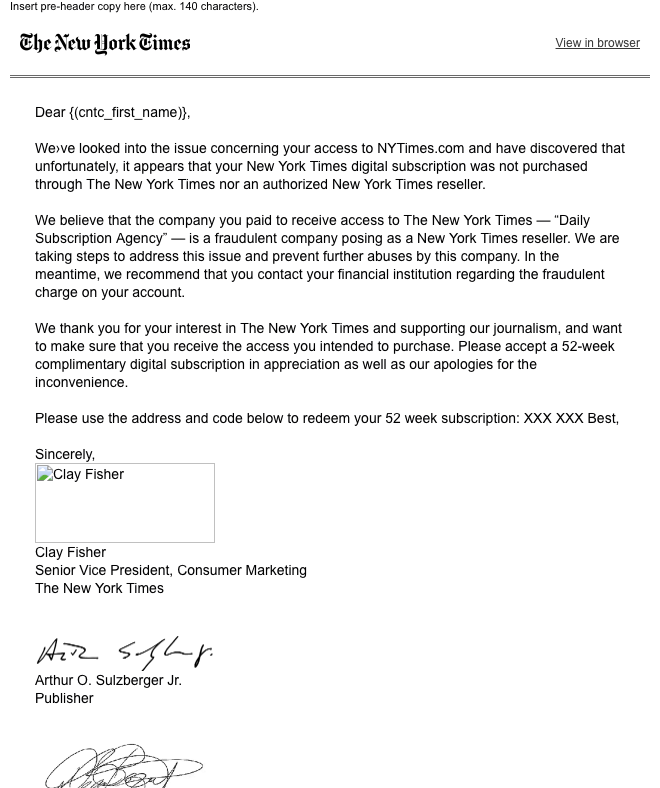 Insert pre-header copy here (max. 140 characters).
The New York Times
View in browser
Dear {(cntc_first_name)},
We›ve looked into the issue concerning your access to NYTimes.com and have discovered that
unfortunately, it appears that your New York Times digital subscription was not purchased
through The New York Times nor an authorized New York Times reseller.
We believe that the company you paid to receive access to The New York Times — “Daily
Subscription Agency” — is a fraudulent company posing as a New York Times reseller. We are
taking steps to address this issue and prevent further abuses by this company. In the
meantime, we recommend that you contact your financial institution regarding the fraudulent
charge on your account.
We thank you for your interest in The New York Times and supporting our journalism, and want
to make sure that you receive the access you intended to purchase. Please accept a 52-week
complimentary digital subscription in appreciation as well as our apologies for the
inconvenience.
Please use the address and code below to redeem your 52 week subscription: XXX XXX Best,
Sincerely,
Clay Fisher
Clay Fisher
Senior Vice President, Consumer Marketing
The New York Times
Arthur O. Sulzberger Jr.
Publisher